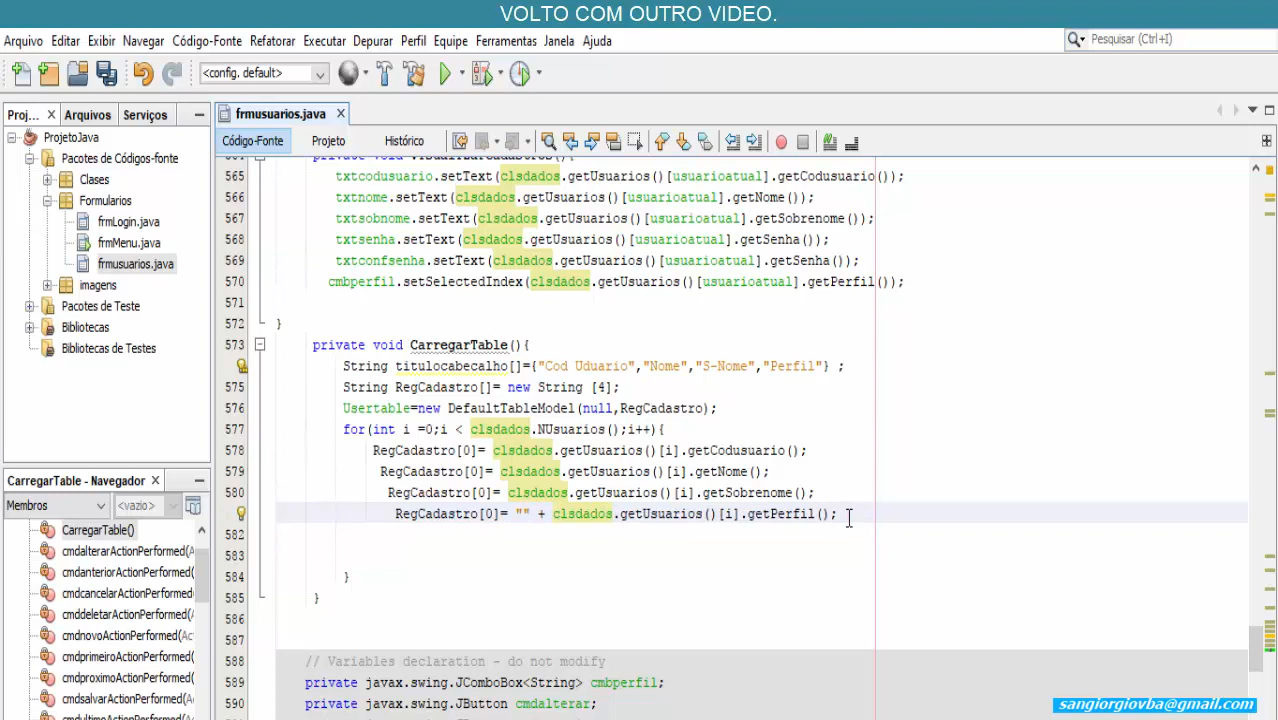 VOLTO COM OUTRO VIDEO.
Arquivo Editar Exibir Navegar Código-Fonte Refatorar Executar Depurar Perfil Equipe Ferramentas Janela Ajuda
Pesquisar (Ctrl+I)
<config. default>
Proj... Arquivos Serviços
frmusuarios.java
Código-Fonte Projeto Histórico
ProjetoJava
Pacotes de Códigos-fonte
Clases
Formularios
frmLogin.java
frmMenu.java
frmusuarios.java
imagens
Pacotes de Teste
Bibliotecas
Bibliotecas de Testes
CarregarTable - Navegador
Membros <vazio>
CarregarTable()
cmdalterarActionPerformed(A
cmdanteriorActionPerformed(
cmdcancelarActionPerformed(
cmddeletarActionPerformed(A
cmdnovoActionPerformed(Ac
cmdprimeiroActionPerformed(
cmdproximoActionPerformed(
cmdsalvarActionPerformed(A
564 private void VisualizarCadastros(){
565 txtcodusuario.setText(clsdados.getUsuarios()[usuarioatual].getCodusuario());
566 txtnome.setText(clsdados.getUsuarios()[usuarioatual].getNome());
567 txtsobnome.setText(clsdados.getUsuarios()[usuarioatual].getSobrenome());
568 txtsenha.setText(clsdados.getUsuarios()[usuarioatual].getSenha());
569 txtconfsenha.setText(clsdados.getUsuarios()[usuarioatual].getSenha());
570 cmbperfil.setSelectedIndex(clsdados.getUsuarios()[usuarioatual].getPerfil());
571
572 }
573 private void CarregarTable(){
String titulocabecalho[]={"Cod Uduario","Nome","S-Nome","Perfil"} ;
575 String RegCadastro[]= new String [4];
576 Usertable=new DefaultTableModel(null,RegCadastro);
577 for(int i =0;i < clsdados.NUsuarios();i++){
578 RegCadastro[0]= clsdados.getUsuarios()[i].getCodusuario();
579 RegCadastro[0]= clsdados.getUsuarios()[i].getNome();
580 RegCadastro[0]= clsdados.getUsuarios()[i].getSobrenome();
RegCadastro[0]= "" + clsdados.getUsuarios()[i].getPerfil();
582
583
584 }
585 }
586
587
588 // Variables declaration - do not modify
589 private javax.swing.JComboBox<String> cmbperfil;
590 private javax.swing.JButton cmdalterar;
sangiorgiovba@gmail.com